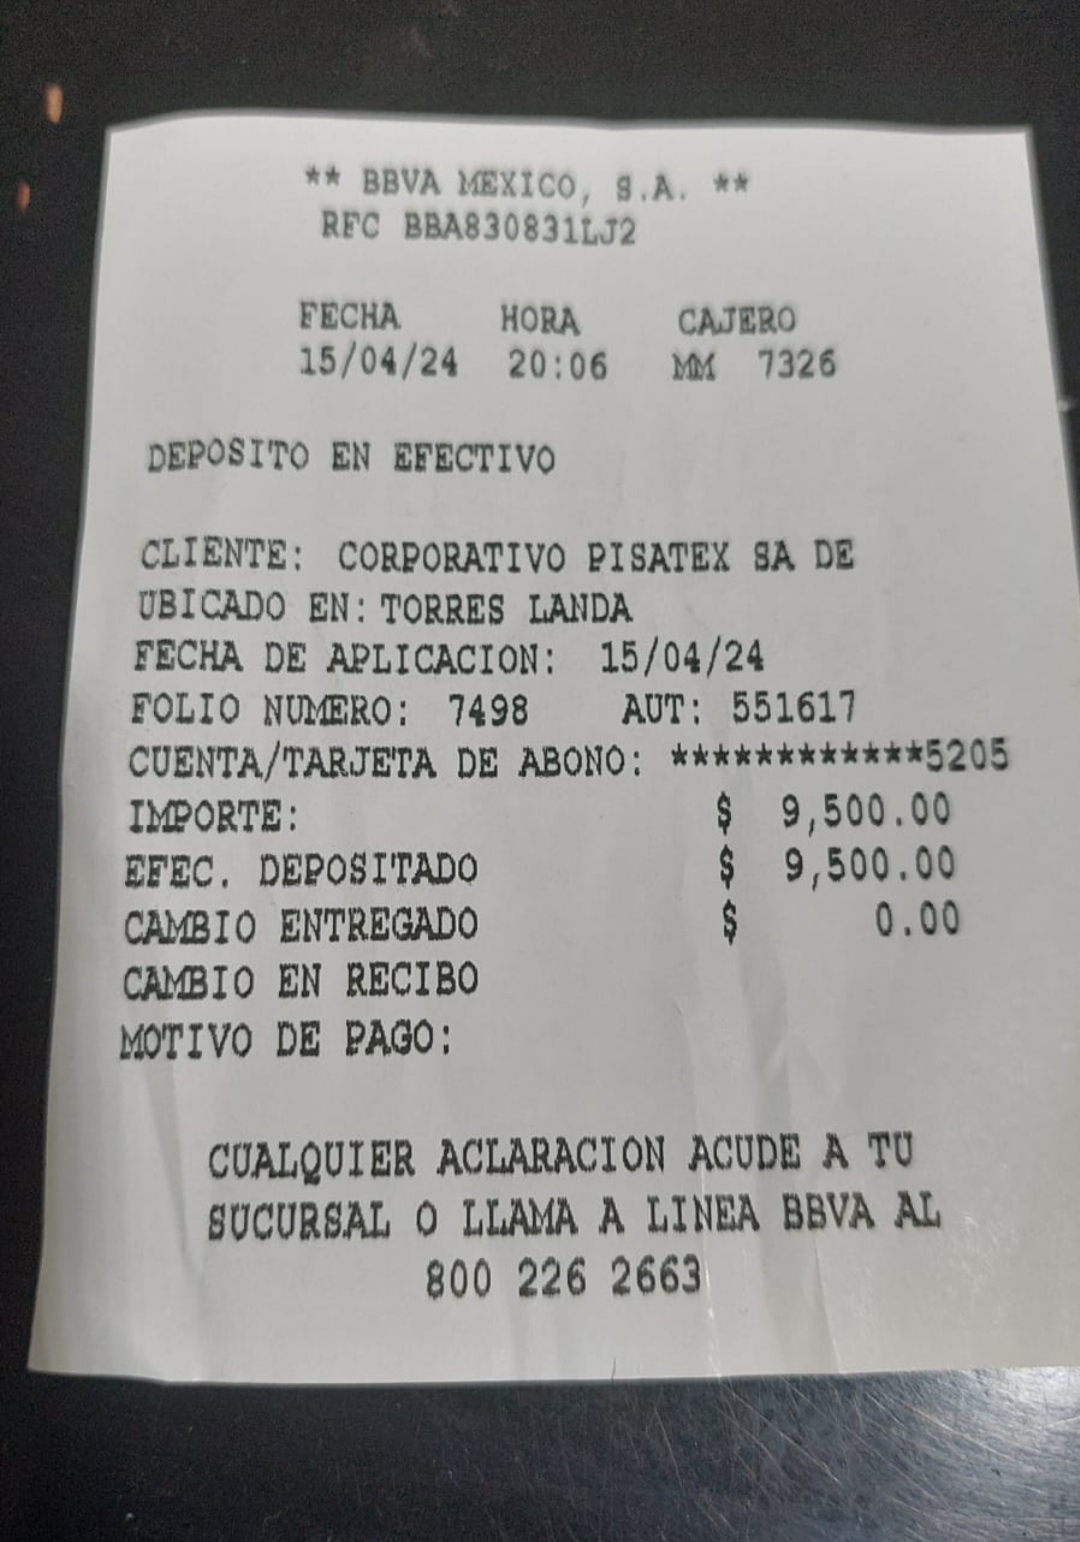 ** BBVA MEXICO, S.A. **
RFC BBA830831LJ2
FECHA HORA CAJERO
15/04/24 20:06 MM 7326
DEPOSITO EN EFECTIVO
CLIENTE: CORPORATIVO PISATEX SA DE
UBICADO EN: TORRES LANDA
FECHA DE APLICACION: 15/04/24
FOLIO NUMERO: 7498 AUT: 551617
CUENTA/TARJETA DE ABONO: ************5205
IMPORTE: $ 9,500.00
EFEC. DEPOSITADO $ 9,500.00
CAMBIO ENTREGADO $ 0.00
CAMBIO EN RECIBO
MOTIVO DE PAGO:
CUALQUIER ACLARACION ACUDE A TU
SUCURSAL O LLAMA A LINEA BBVA AL
800 226 2663